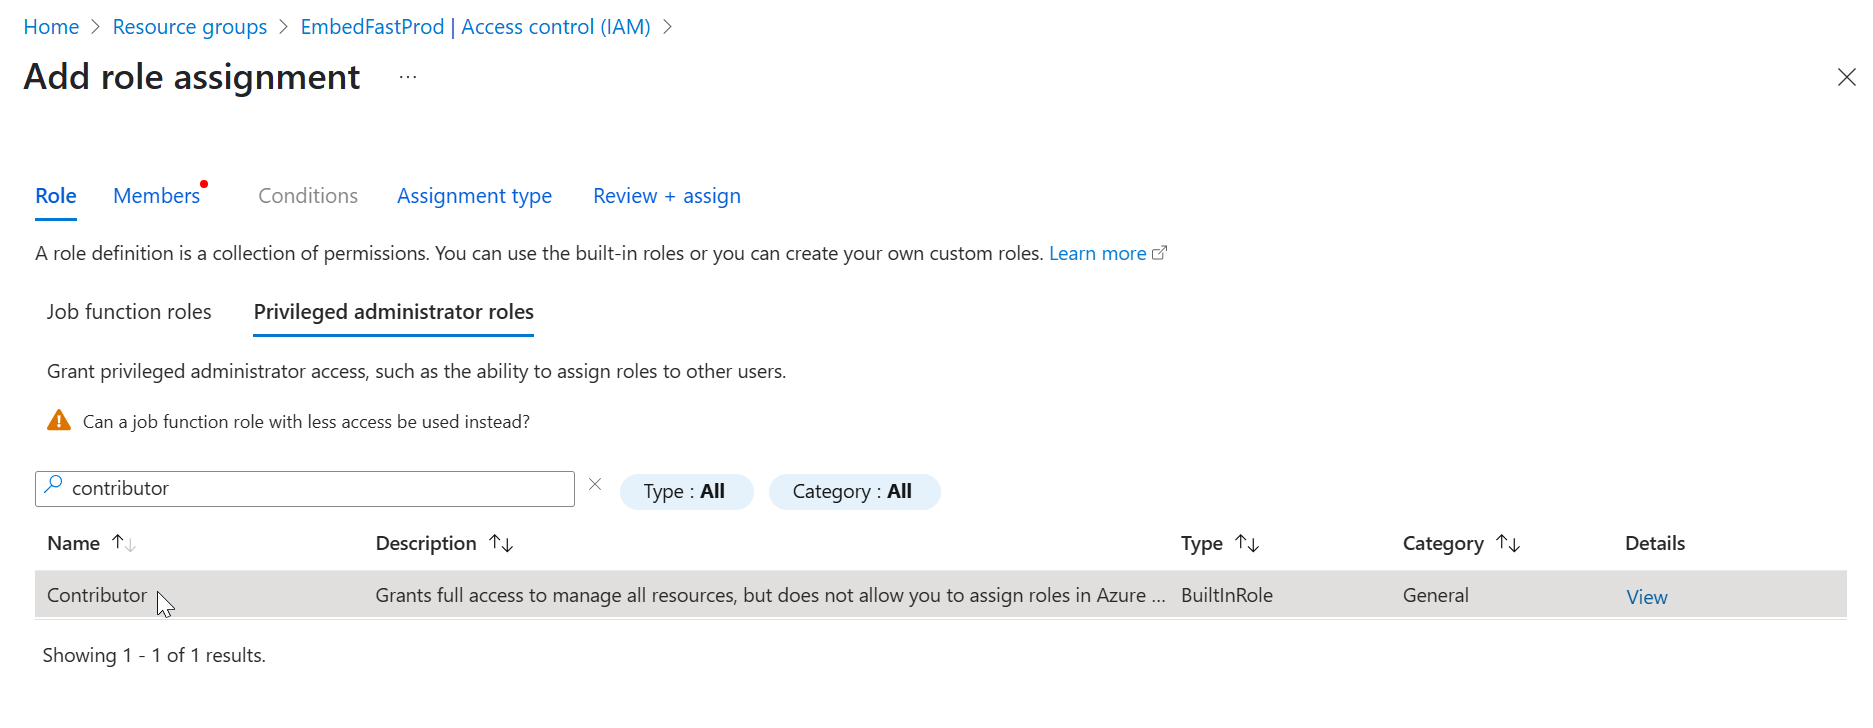 Home > Resource groups > EmbedFastProd | Access control (IAM) >
Add role assignment ...
Role Members Conditions Assignment type Review + assign
A role definition is a collection of permissions. You can use the built-in roles or you can create your own custom roles. Learn more
Job function roles Privileged administrator roles
Grant privileged administrator access, such as the ability to assign roles to other users.
Can a job function role with less access be used instead?
contributor Type : All Category : All
Name Description Type Category Details
Contributor Grants full access to manage all resources, but does not allow you to assign roles in Azure ... BuiltInRole General View
Showing 1 - 1 of 1 results.